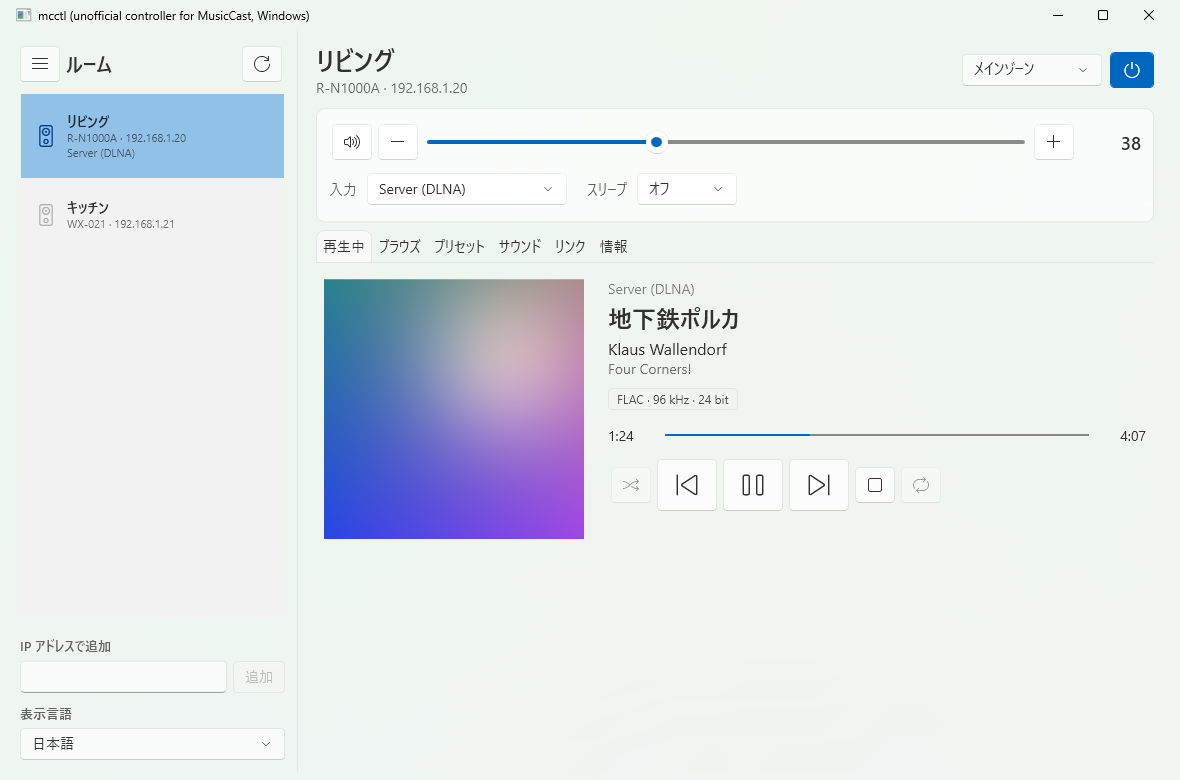 mcctl (unofficial controller for MusicCast, Windows)
ルーム
リビング
R-N1000A · 192.168.1.20
Server (DLNA)
キッチン
WX-021 · 192.168.1.21
IP アドレスで追加
追加
表示言語
日本語
リビング
R-N1000A · 192.168.1.20
メインゾーン
38
入力
Server (DLNA)
スリープ
オフ
再生中 ブラウズ プリセット サウンド リンク 情報
Server (DLNA)
地下鉄ポルカ
Klaus Wallendorf
Four Corners!
FLAC · 96 kHz · 24 bit
1:24
4:07